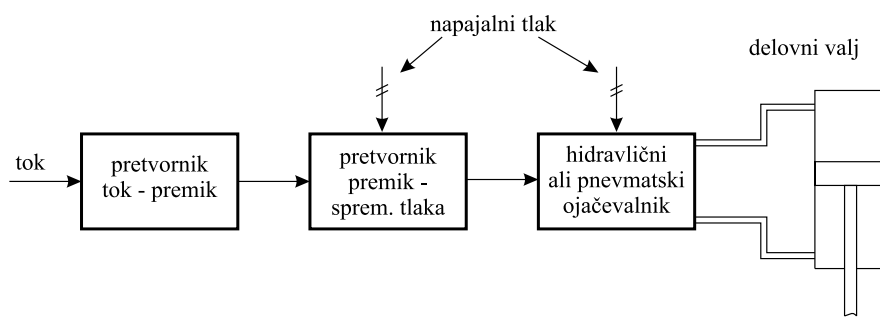 napajalni tlak
delovni valj
tok
pretvornik
tok - premik
pretvornik
premik -
sprem. tlaka
hidravlični
ali pnevmatski
ojačevalnik